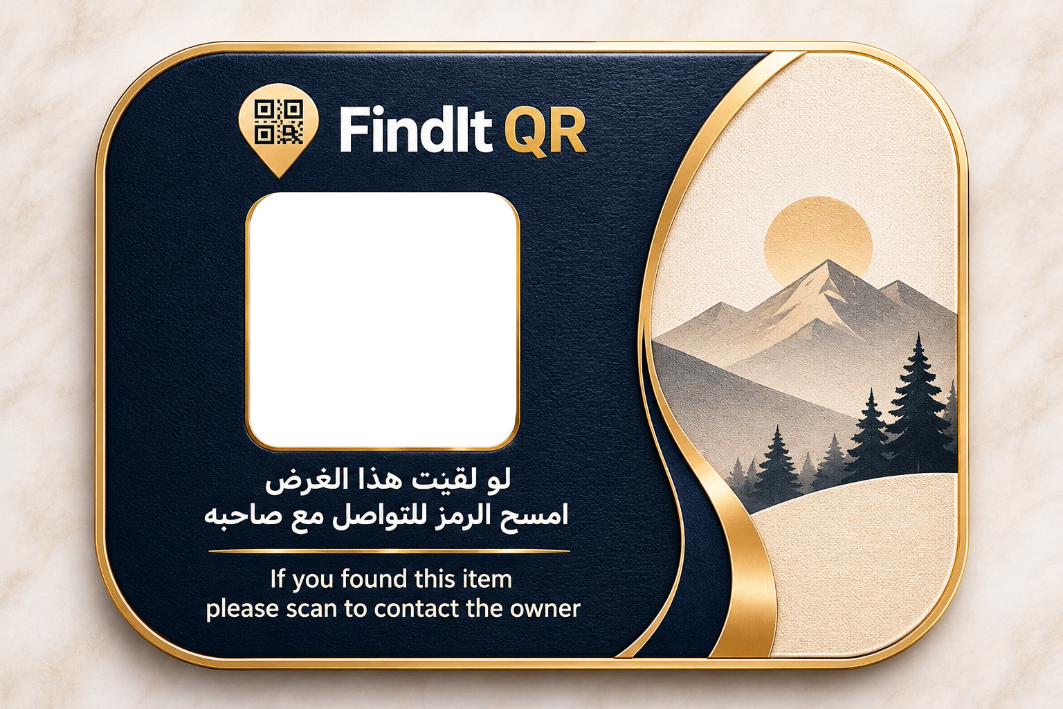 FindIt QR
لو لقيت هذا الغرض
امسح الرمز للتواصل مع صاحبه
If you found this item
please scan to contact the owner